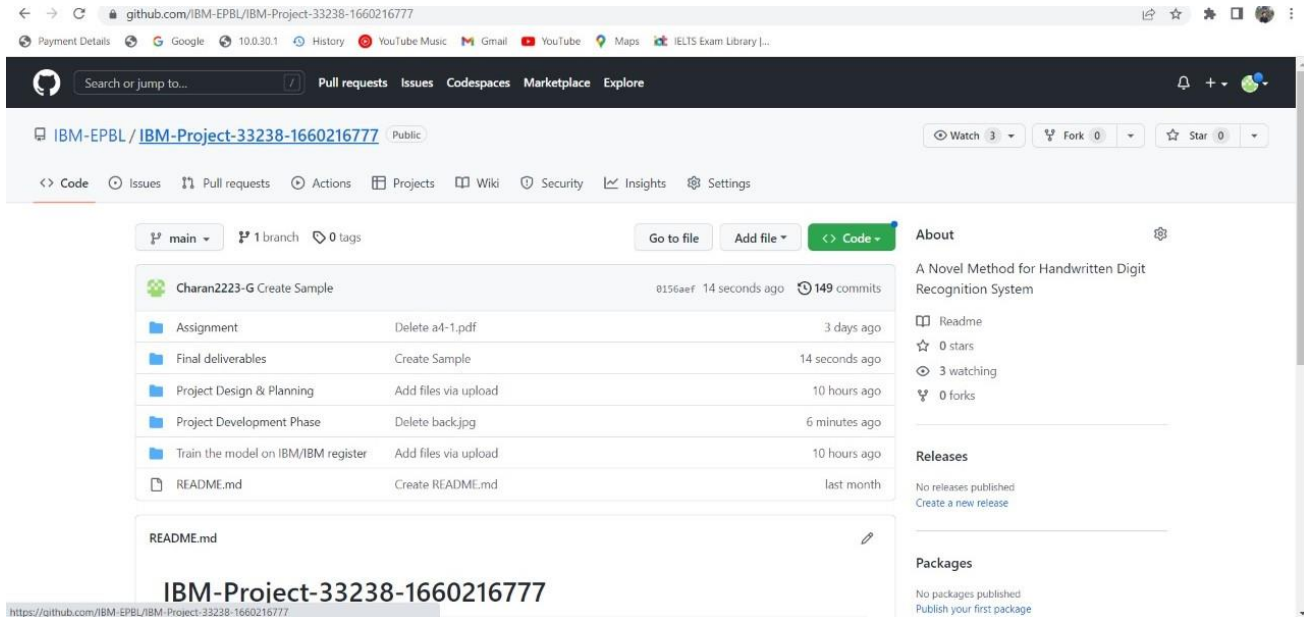 github.com/IBM-EPBL/IBM-Project-33238-1660216777
Payment Details Google 10.0.30.1 History YouTube Music Gmail YouTube Maps IELTS Exam Library |...
Search or jump to... / Pull requests Issues Codespaces Marketplace Explore
IBM-EPBL / IBM-Project-33238-1660216777 Public Watch 3 Fork 0 Star 0
<> Code Issues Pull requests Actions Projects Wiki Security Insights Settings
main 1 branch 0 tags Go to file Add file <> Code
About
A Novel Method for Handwritten Digit
Recognition System
Readme
0 stars
3 watching
0 forks
Charan2223-G Create Sample 0156aef 14 seconds ago 149 commits
Assignment Delete a4-1.pdf 3 days ago
Final deliverables Create Sample 14 seconds ago
Project Design & Planning Add files via upload 10 hours ago
Project Development Phase Delete back.jpg 6 minutes ago
Train the model on IBM/IBM register Add files via upload 10 hours ago
README.md Create README.md last month
Releases
No releases published
Create a new release
README.md
IBM-Project-33238-1660216777
Packages
No packages published
Publish your first package
https://github.com/IBM-EPBL/IBM-Project-33238-1660216777